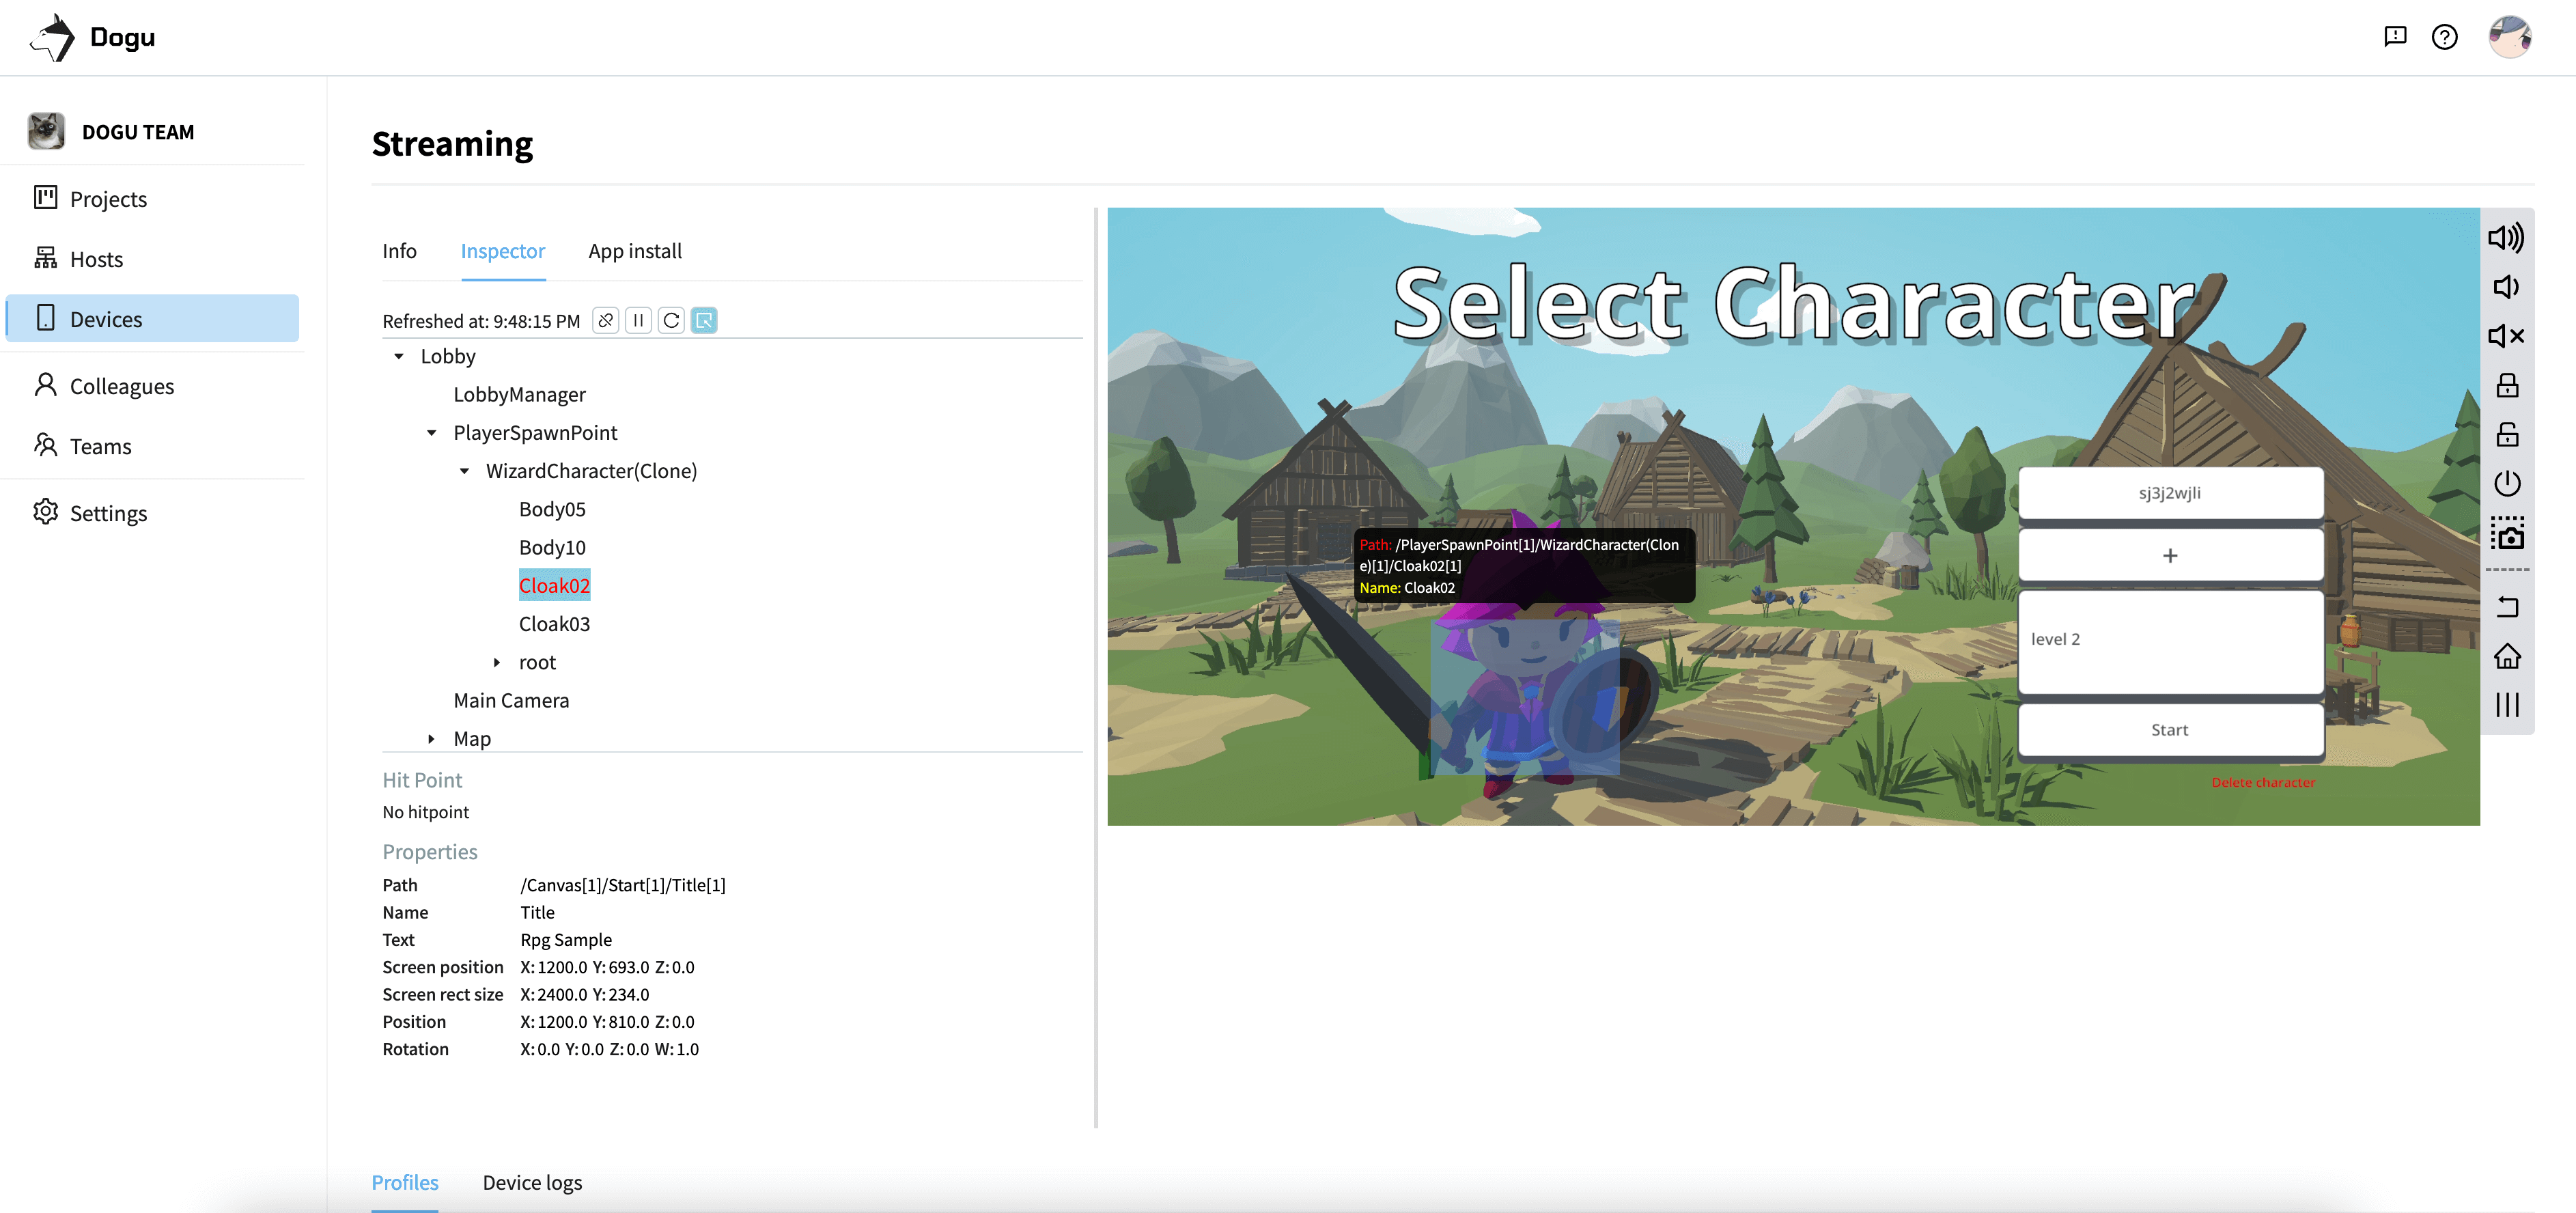 Dogu
DOGU TEAM
Projects
Hosts
Devices
Colleagues
Teams
Settings
Streaming
Info
Inspector
App install
Refreshed at: 9:48:15 PM
Lobby
LobbyManager
PlayerSpawnPoint
WizardCharacter(Clone)
Body05
Body10
Cloak02
Cloak03
root
Main Camera
Map
Hit Point
No hitpoint
Properties
Path /Canvas[1]/Start[1]/Title[1]
Name Title
Text Rpg Sample
Screen position X: 1200.0 Y: 693.0 Z: 0.0
Screen rect size X: 2400.0 Y: 234.0
Position X: 1200.0 Y: 810.0 Z: 0.0
Rotation X: 0.0 Y: 0.0 Z: 0.0 W: 1.0
Select Character
Path: /PlayerSpawnPoint[1]/WizardCharacter(Clon
e)[1]/Cloak02[1]
Name: Cloak02
sj3j2wjli
+
level 2
Start
Delete character
Profiles
Device logs